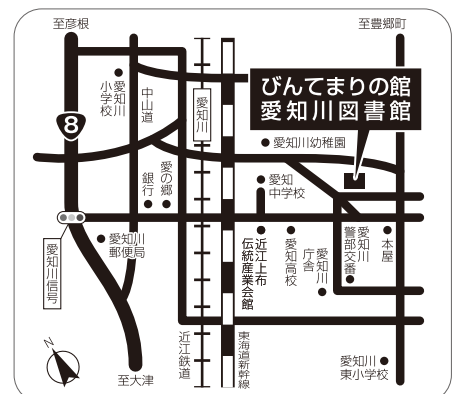 至彦根
至豊郷町
びんてまりの館
愛知川図書館
愛知川
小学校
中山道
愛知川
8
愛知川幼稚園
愛の郷
銀行
愛知
中学校
愛知川
郵便局
愛知川信号
近江上布
伝統産業会館
愛知高校
愛知川
庁舎
愛知川
警部交番
本屋
近江鉄道
東海道新幹線
愛知川
東小学校
N
至大津